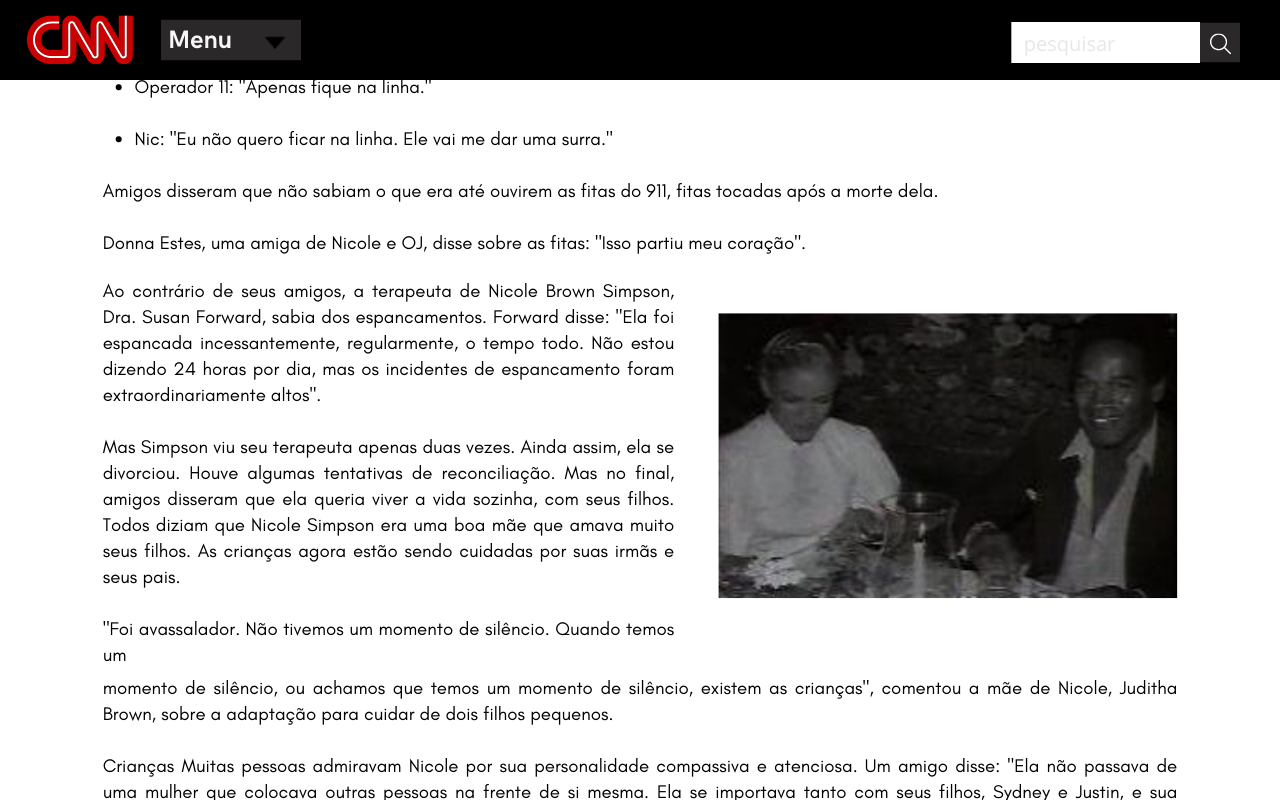 CNN
Menu
pesquisar
Operador 11: "Apenas fique na linha."
Nic: "Eu não quero ficar na linha. Ele vai me dar uma surra."
Amigos disseram que não sabiam o que era até ouvirem as fitas do 911, fitas tocadas após a morte dela.
Donna Estes, uma amiga de Nicole e OJ, disse sobre as fitas: "Isso partiu meu coração".
Ao contrário de seus amigos, a terapeuta de Nicole Brown Simpson,
Dra. Susan Forward, sabia dos espancamentos. Forward disse: "Ela foi
espancada incessantemente, regularmente, o tempo todo. Não estou
dizendo 24 horas por dia, mas os incidentes de espancamento foram
extraordinariamente altos".
Mas Simpson viu seu terapeuta apenas duas vezes. Ainda assim, ela se
divorciou. Houve algumas tentativas de reconciliação. Mas no final,
amigos disseram que ela queria viver a vida sozinha, com seus filhos.
Todos diziam que Nicole Simpson era uma boa mãe que amava muito
seus filhos. As crianças agora estão sendo cuidadas por suas irmãs e
seus pais.
"Foi avassalador. Não tivemos um momento de silêncio. Quando temos
um
momento de silêncio, ou achamos que temos um momento de silêncio, existem as crianças", comentou a mãe de Nicole, Juditha
Brown, sobre a adaptação para cuidar de dois filhos pequenos.
Crianças Muitas pessoas admiravam Nicole por sua personalidade compassiva e atenciosa. Um amigo disse: "Ela não passava de
uma mulher que colocava outras pessoas na frente de si mesma. Ela se importava tanto com seus filhos, Sydney e Justin, e sua